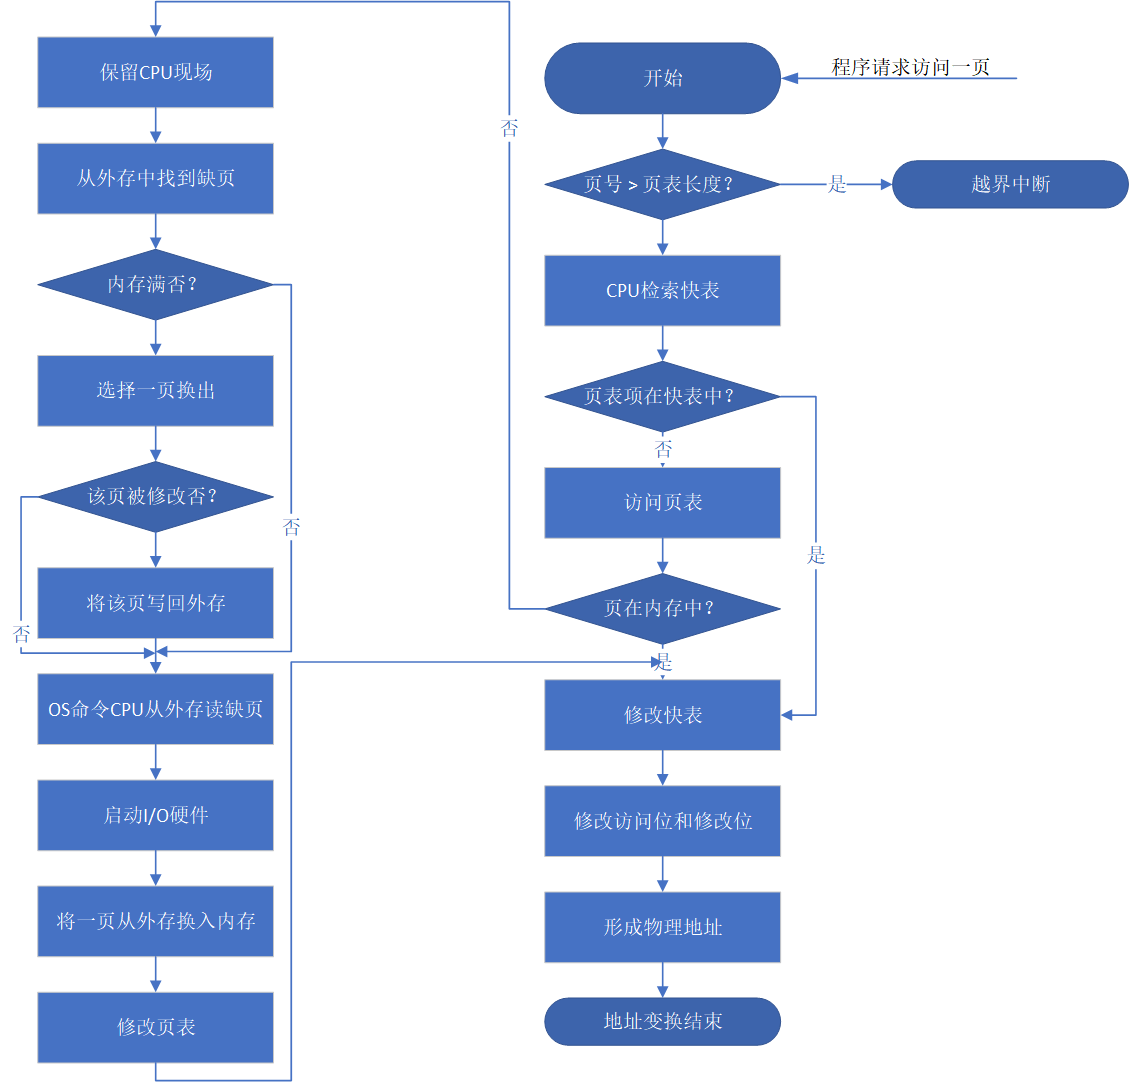 保留CPU现场
从外存中找到缺页
内存满否？
选择一页换出
该页被修改否？
否
将该页写回外存
否
OS命令CPU从外存读缺页
启动I/O硬件
将一页从外存换入内存
修改页表
否
程序请求访问一页
开始
页号 > 页表长度？
是
越界中断
CPU检索快表
页表项在快表中？
否
是
访问页表
页在内存中？
是
修改快表
修改访问位和修改位
形成物理地址
地址变换结束